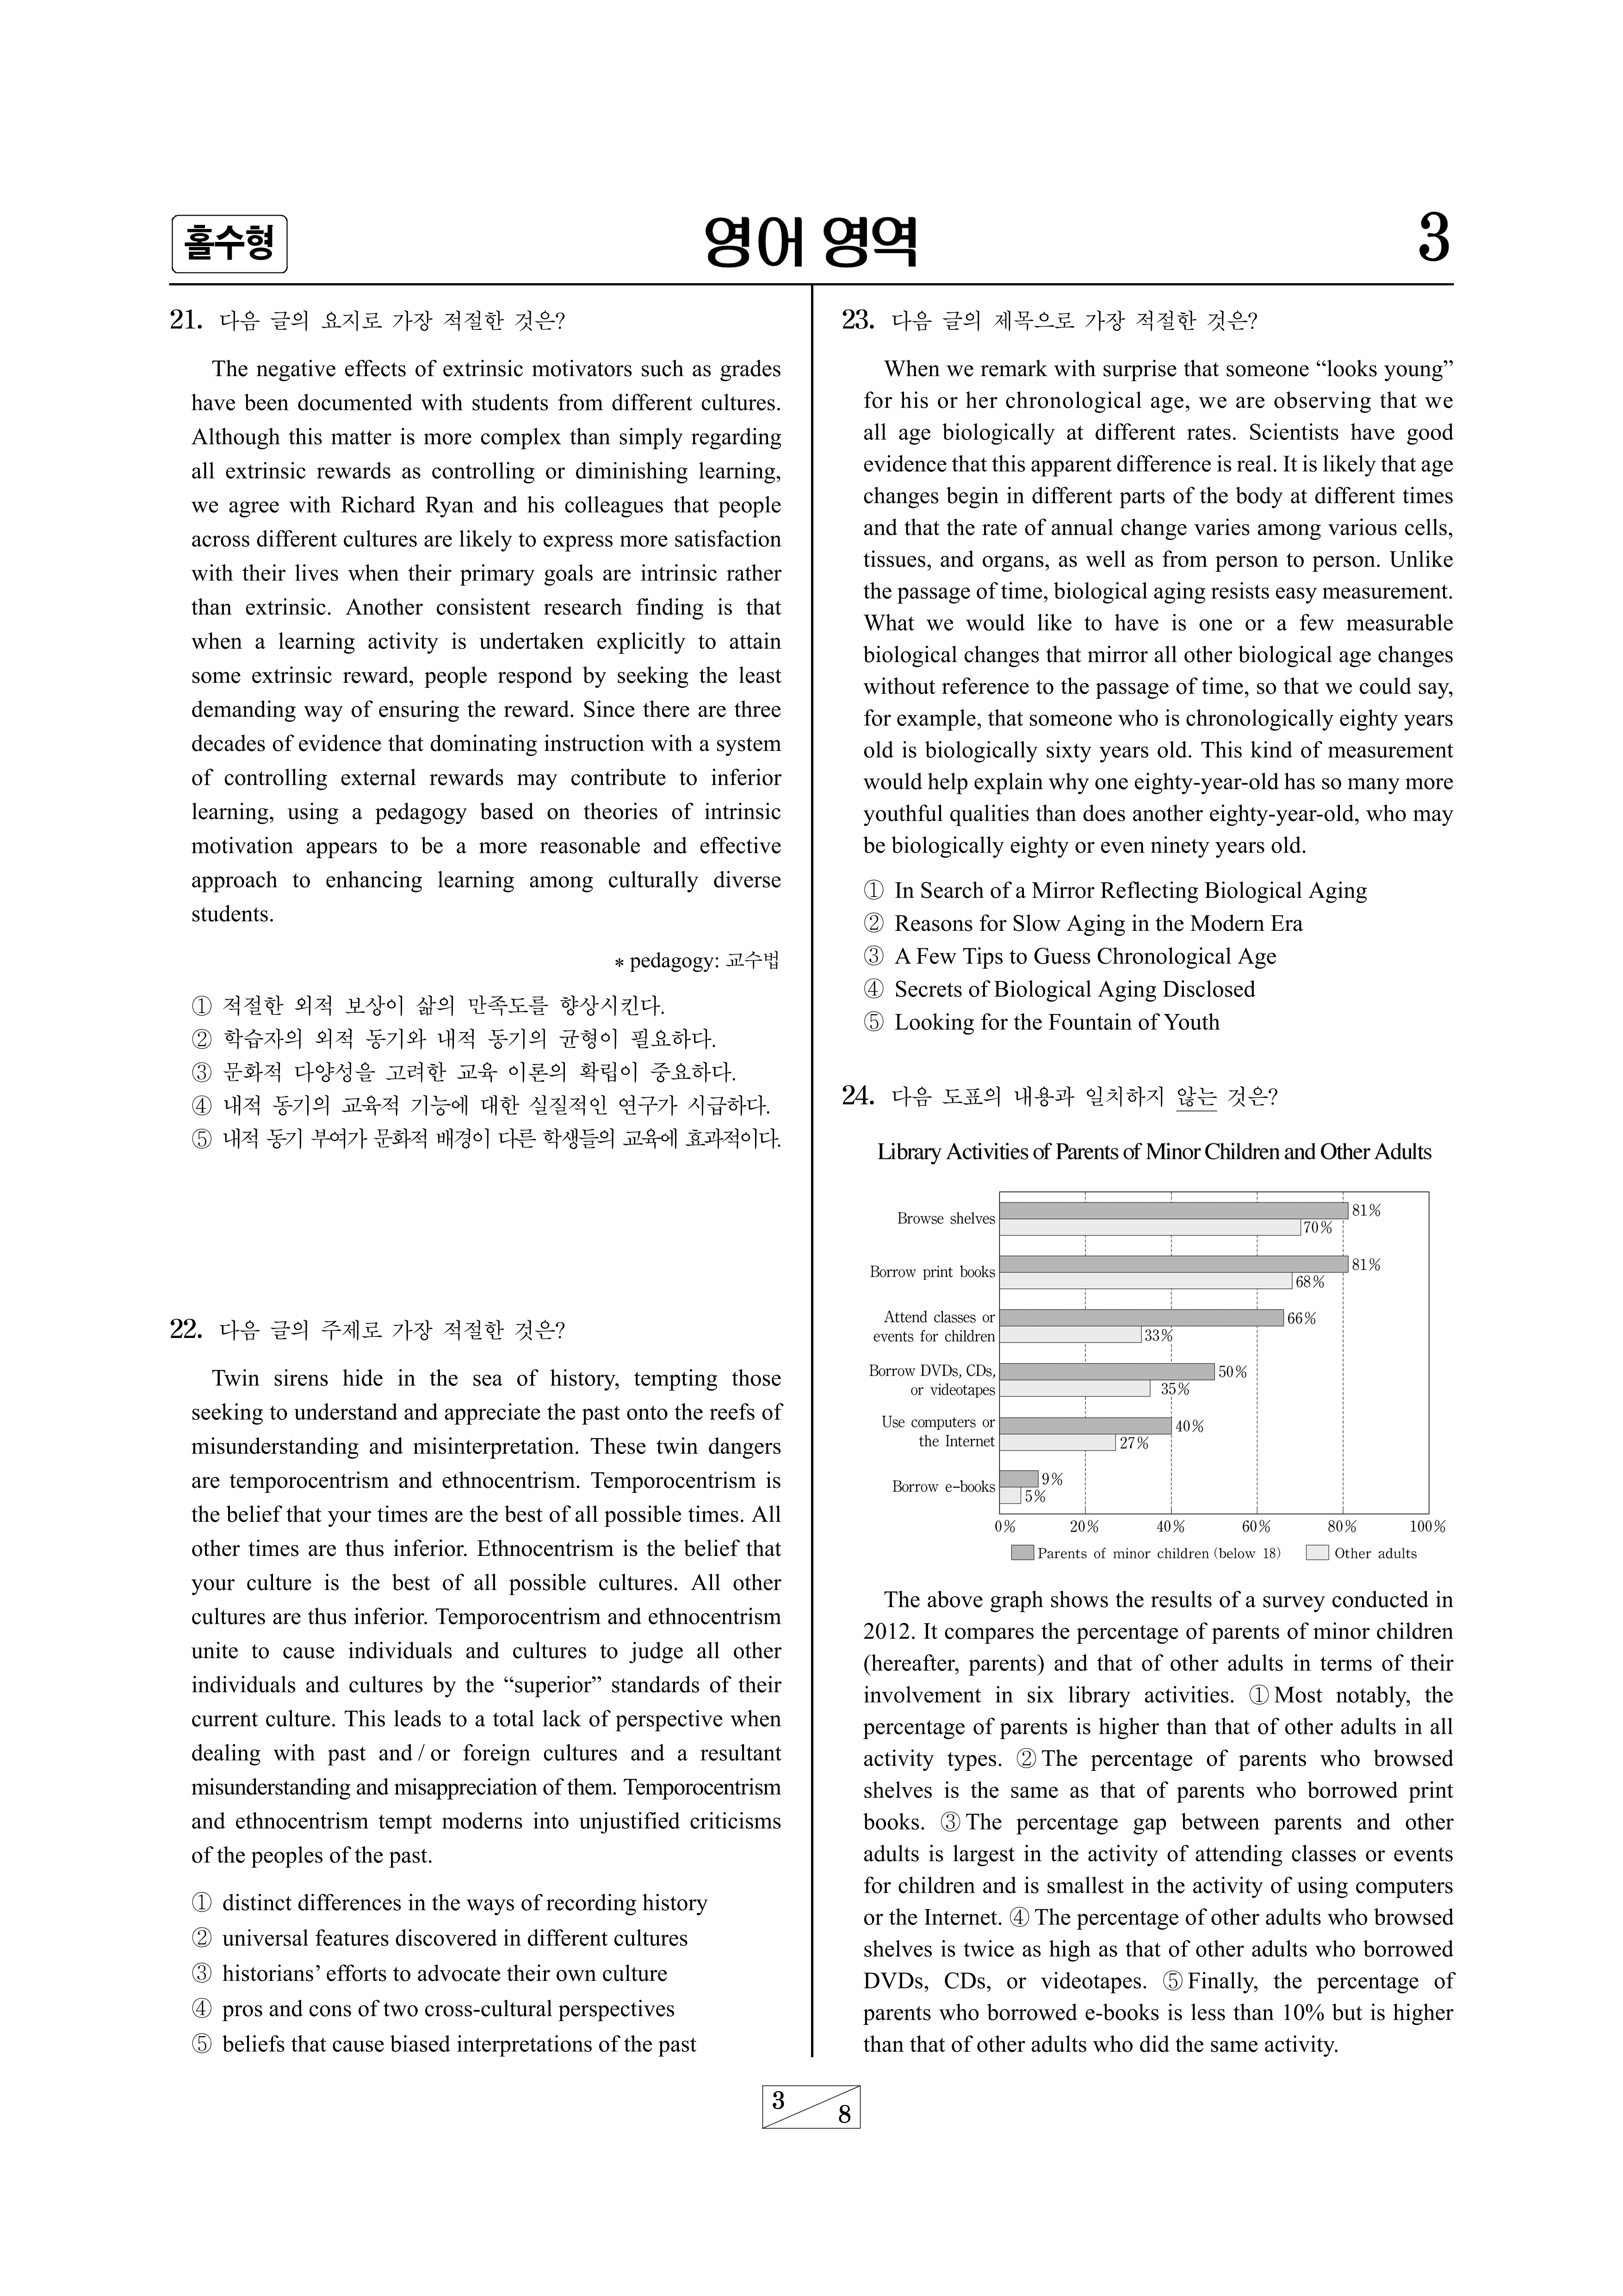 홀수형
영어 영역
3
21. 다음 글의 요지로 가장 적절한 것은?
The negative effects of extrinsic motivators such as grades
have been documented with students from different cultures.
Although this matter is more complex than simply regarding
all extrinsic rewards as controlling or diminishing learning,
we agree with Richard Ryan and his colleagues that people
across different cultures are likely to express more satisfaction
with their lives when their primary goals are intrinsic rather
than extrinsic. Another consistent research finding is that
when a learning activity is undertaken explicitly to attain
some extrinsic reward, people respond by seeking the least
demanding way of ensuring the reward. Since there are three
decades of evidence that dominating instruction with a system
of controlling external rewards may contribute to inferior
learning, using a pedagogy based on theories of intrinsic
motivation appears to be a more reasonable and effective
approach to enhancing learning among culturally diverse
students.
* pedagogy: 교수법
① 적절한 외적 보상이 삶의 만족도를 향상시킨다.
② 학습자의 외적 동기와 내적 동기의 균형이 필요하다.
③ 문화적 다양성을 고려한 교육 이론의 확립이 중요하다.
④ 내적 동기의 교육적 기능에 대한 실질적인 연구가 시급하다.
⑤ 내적 동기 부여가 문화적 배경이 다른 학생들의 교육에 효과적이다.
22. 다음 글의 주제로 가장 적절한 것은?
Twin sirens hide in the sea of history, tempting those
seeking to understand and appreciate the past onto the reefs of
misunderstanding and misinterpretation. These twin dangers
are temporocentrism and ethnocentrism. Temporocentrism is
the belief that your times are the best of all possible times. All
other times are thus inferior. Ethnocentrism is the belief that
your culture is the best of all possible cultures. All other
cultures are thus inferior. Temporocentrism and ethnocentrism
unite to cause individuals and cultures to judge all other
individuals and cultures by the “superior” standards of their
current culture. This leads to a total lack of perspective when
dealing with past and / or foreign cultures and a resultant
misunderstanding and misappreciation of them. Temporocentrism
and ethnocentrism tempt moderns into unjustified criticisms
of the peoples of the past.
① distinct differences in the ways of recording history
② universal features discovered in different cultures
③ historians’ efforts to advocate their own culture
④ pros and cons of two cross-cultural perspectives
⑤ beliefs that cause biased interpretations of the past
23. 다음 글의 제목으로 가장 적절한 것은?
When we remark with surprise that someone “looks young”
for his or her chronological age, we are observing that we
all age biologically at different rates. Scientists have good
evidence that this apparent difference is real. It is likely that age
changes begin in different parts of the body at different times
and that the rate of annual change varies among various cells,
tissues, and organs, as well as from person to person. Unlike
the passage of time, biological aging resists easy measurement.
What we would like to have is one or a few measurable
biological changes that mirror all other biological age changes
without reference to the passage of time, so that we could say,
for example, that someone who is chronologically eighty years
old is biologically sixty years old. This kind of measurement
would help explain why one eighty-year-old has so many more
youthful qualities than does another eighty-year-old, who may
be biologically eighty or even ninety years old.
① In Search of a Mirror Reflecting Biological Aging
② Reasons for Slow Aging in the Modern Era
③ A Few Tips to Guess Chronological Age
④ Secrets of Biological Aging Disclosed
⑤ Looking for the Fountain of Youth
24. 다음 도표의 내용과 일치하지 않는 것은?
Library Activities of Parents of Minor Children and Other Adults
Browse shelves
81%
70%
Borrow print books
81%
68%
Attend classes or
events for children
66%
33%
Borrow DVDs, CDs,
or videotapes
50%
35%
Use computers or
the Internet
40%
27%
Borrow e-books
9%
5%
0% 20% 40% 60% 80% 100%
Parents of minor children (below 18) Other adults
The above graph shows the results of a survey conducted in
2012. It compares the percentage of parents of minor children
(hereafter, parents) and that of other adults in terms of their
involvement in six library activities. ① Most notably, the
percentage of parents is higher than that of other adults in all
activity types. ② The percentage of parents who browsed
shelves is the same as that of parents who borrowed print
books. ③ The percentage gap between parents and other
adults is largest in the activity of attending classes or events
for children and is smallest in the activity of using computers
or the Internet. ④ The percentage of other adults who browsed
shelves is twice as high as that of other adults who borrowed
DVDs, CDs, or videotapes. ⑤ Finally, the percentage of
parents who borrowed e-books is less than 10% but is higher
than that of other adults who did the same activity.
3
8